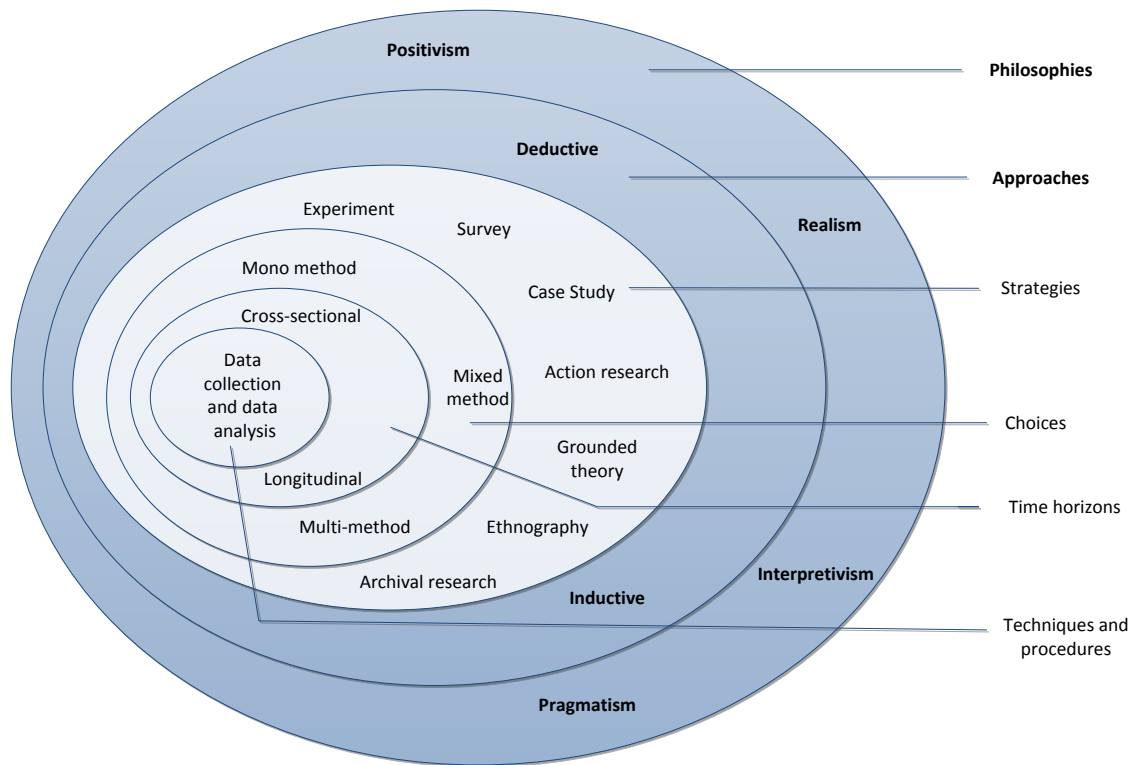 Positivism
Philosophies
Deductive
Approaches
Experiment
Survey
Realism
Mono method
Case Study
Strategies
Cross-sectional
Data
collection
and data
analysis
Mixed
method
Action research
Choices
Grounded
theory
Longitudinal
Time horizons
Multi-method
Ethnography
Archival research
Interpretivism
Inductive
Techniques and
procedures
Pragmatism